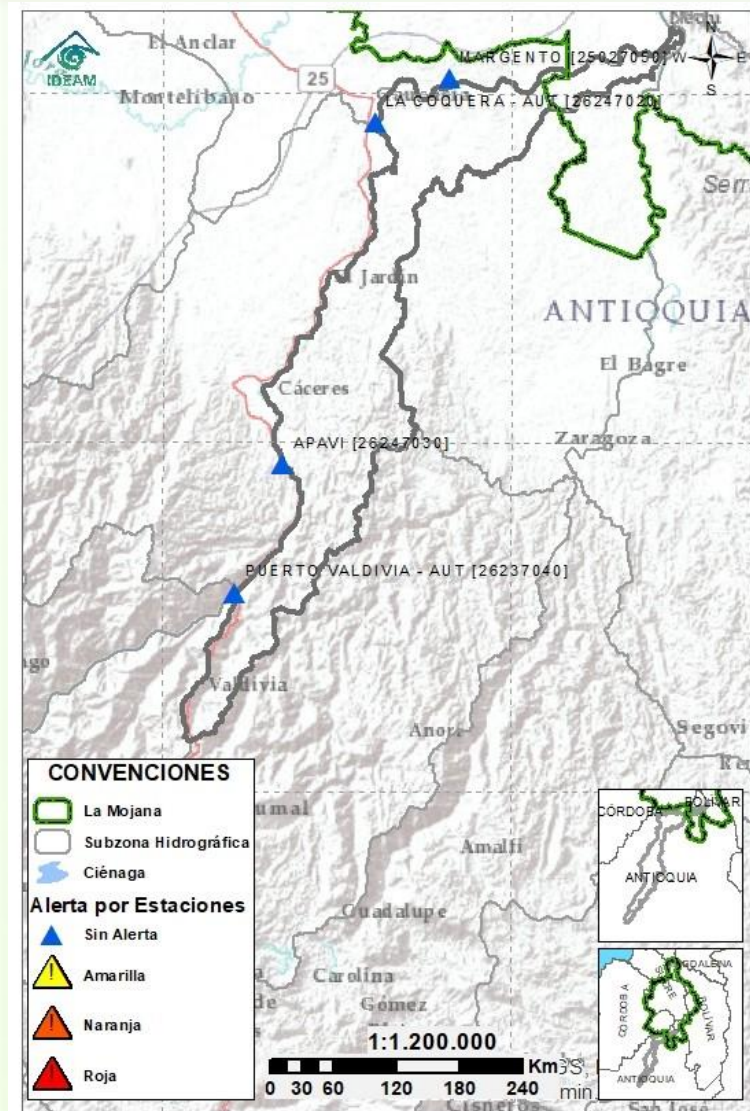 N
El Anclar
MARGENTO [25027050]
W
E
IDEAM
25
S
Montelíbano
LA COQUERA - AUT [26247020]
El Jardín
ANTIOQUIA
El Bagre
Cáceres
APAVI [26247030]
Zaragoza
PUERTO VALDIVIA - AUT [26237040]
Valdivia
CONVENCIONES
La Mojana
Subzona Hidrográfica
Ciénaga
Alerta por Estaciones
Sin Alerta
Amarilla
Naranja
Roja
Amalfi
Guadalupe
Carolina
Gómez
CÓRDOBA
BOLÍVAR
ANTIOQUIA
SUCRE
CÓRDOBA
BOLÍVAR
ANTIOQUIA
1:1.200.000
Km
0 30 60 120 180 240
min
Cisneros